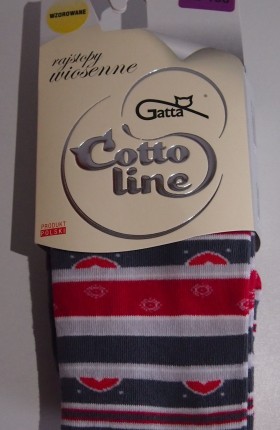 WZOROWANE
rajstopy
wiosenne
Gatta
Cotto
line
PRODUKT
POLSKI